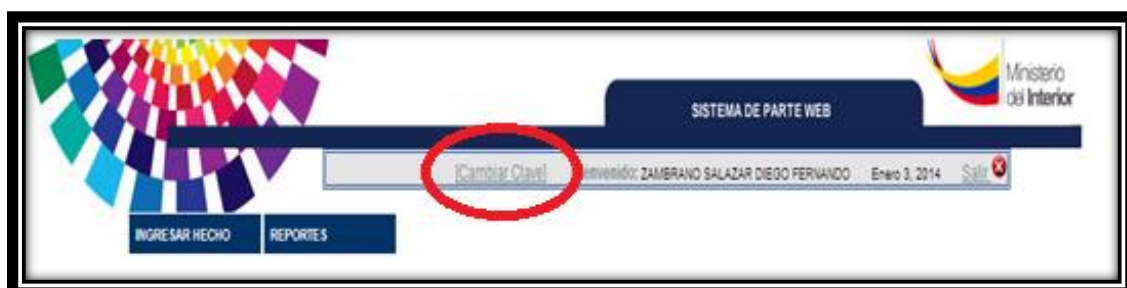 Ministerio
del Interior
SISTEMA DE PARTE WEB
[Cambiar Clave] Bienvenido: ZAMBRANO SALAZAR DIEGO FERNANDO Enero 3, 2014 Salir
INGRESAR HECHO REPORTES